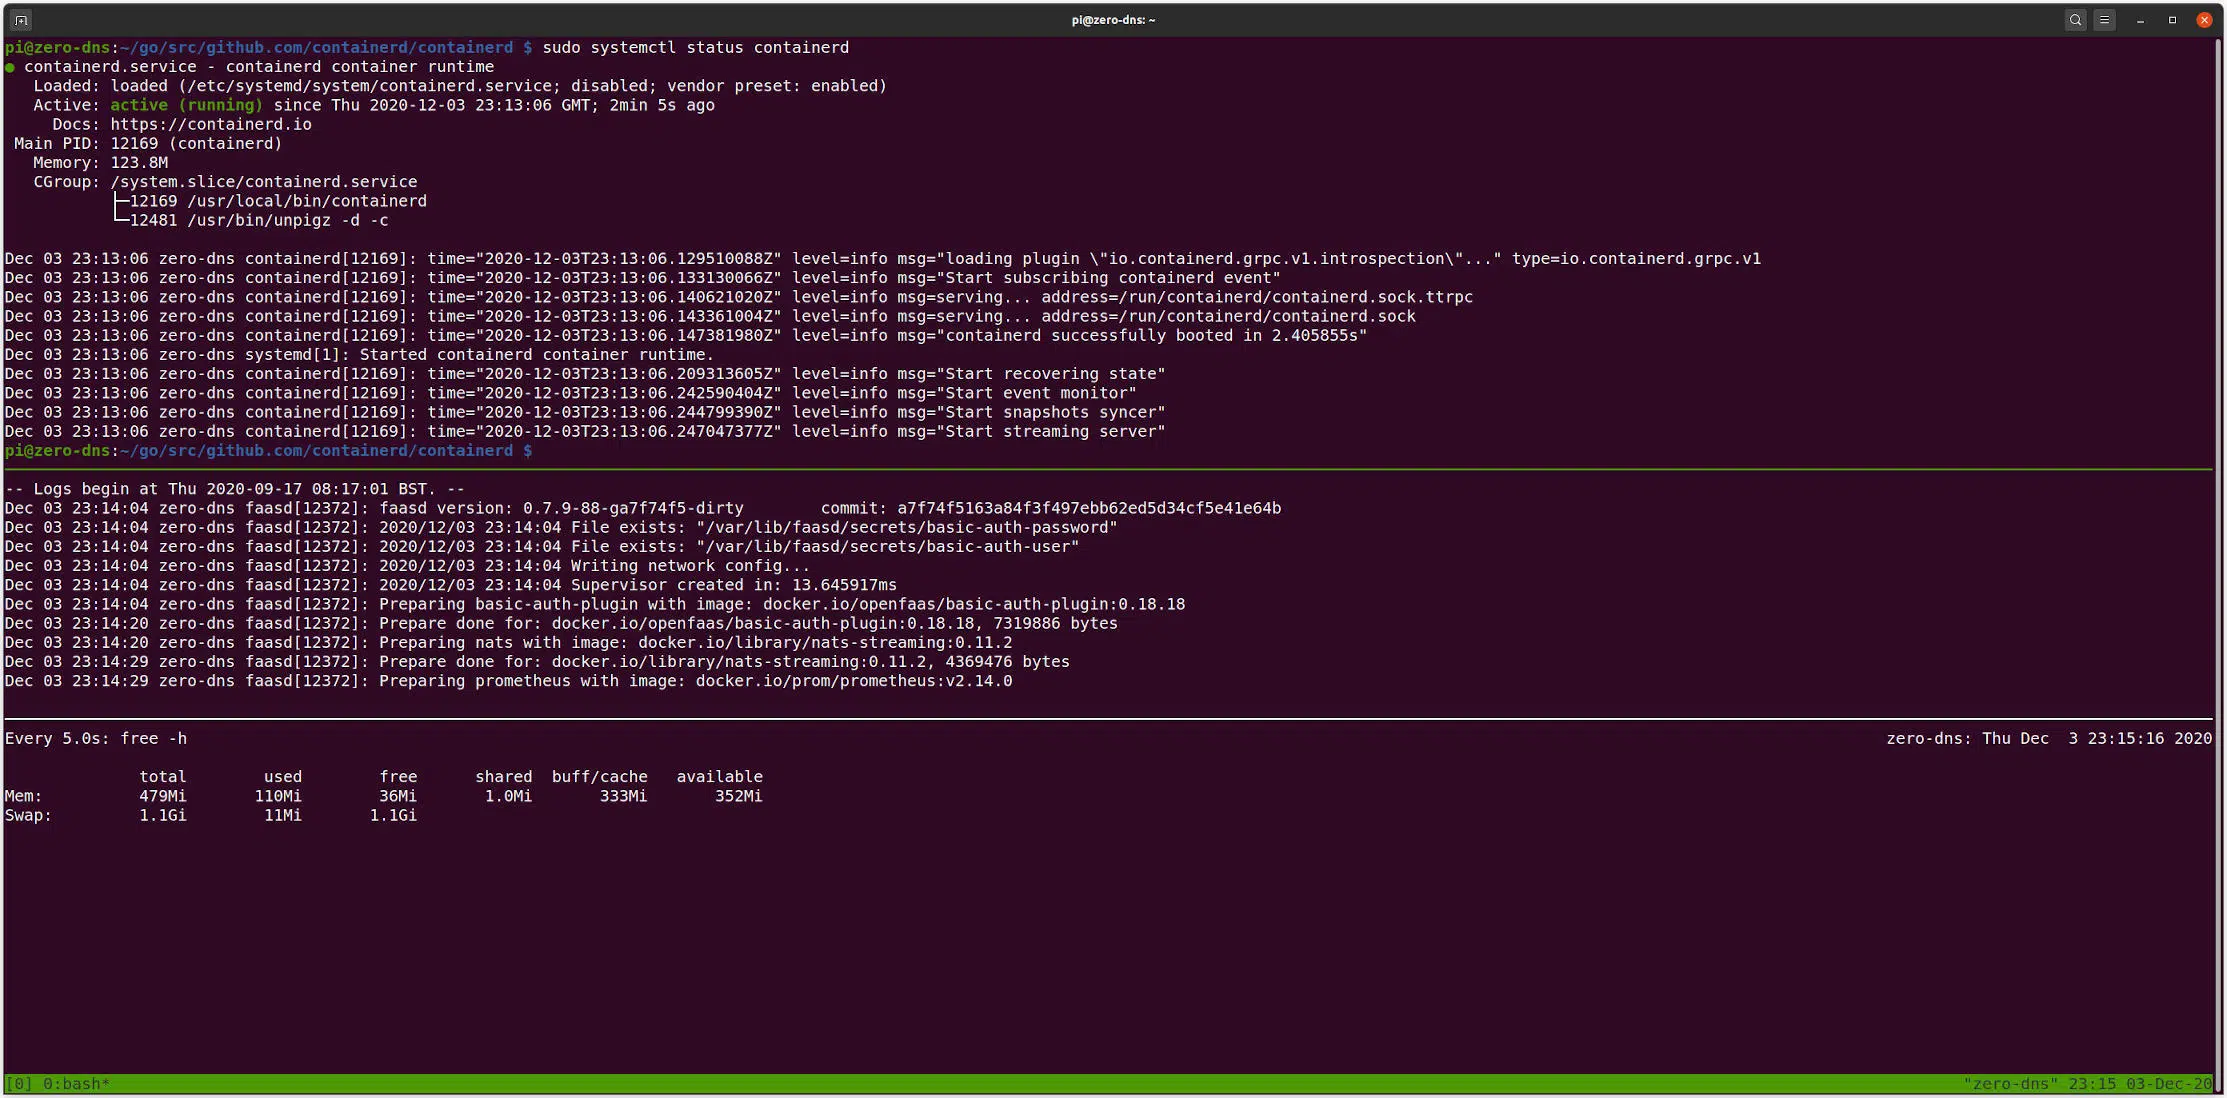 pi@zero-dns: ~
pi@zero-dns:~/go/src/github.com/containerd/containerd $ sudo systemctl status containerd
● containerd.service - containerd container runtime
   Loaded: loaded (/etc/systemd/system/containerd.service; disabled; vendor preset: enabled)
   Active: active (running) since Thu 2020-12-03 23:13:06 GMT; 2min 5s ago
     Docs: https://containerd.io
 Main PID: 12169 (containerd)
   Memory: 123.8M
   CGroup: /system.slice/containerd.service
           ├─12169 /usr/local/bin/containerd
           └─12481 /usr/bin/unpigz -d -c
Dec 03 23:13:06 zero-dns containerd[12169]: time="2020-12-03T23:13:06.129510088Z" level=info msg="loading plugin \"io.containerd.grpc.v1.introspection\"..." type=io.containerd.grpc.v1
Dec 03 23:13:06 zero-dns containerd[12169]: time="2020-12-03T23:13:06.133130066Z" level=info msg="Start subscribing containerd event"
Dec 03 23:13:06 zero-dns containerd[12169]: time="2020-12-03T23:13:06.140621020Z" level=info msg=serving... address=/run/containerd/containerd.sock.ttrpc
Dec 03 23:13:06 zero-dns containerd[12169]: time="2020-12-03T23:13:06.143361004Z" level=info msg=serving... address=/run/containerd/containerd.sock
Dec 03 23:13:06 zero-dns containerd[12169]: time="2020-12-03T23:13:06.147381980Z" level=info msg="containerd successfully booted in 2.405855s"
Dec 03 23:13:06 zero-dns systemd[1]: Started containerd container runtime.
Dec 03 23:13:06 zero-dns containerd[12169]: time="2020-12-03T23:13:06.209313605Z" level=info msg="Start recovering state"
Dec 03 23:13:06 zero-dns containerd[12169]: time="2020-12-03T23:13:06.242590404Z" level=info msg="Start event monitor"
Dec 03 23:13:06 zero-dns containerd[12169]: time="2020-12-03T23:13:06.244799390Z" level=info msg="Start snapshots syncer"
Dec 03 23:13:06 zero-dns containerd[12169]: time="2020-12-03T23:13:06.247047377Z" level=info msg="Start streaming server"
pi@zero-dns:~/go/src/github.com/containerd/containerd $
-- Logs begin at Thu 2020-09-17 08:17:01 BST. --
Dec 03 23:14:04 zero-dns faasd[12372]: faasd version: 0.7.9-88-ga7f74f5-dirty        commit: a7f74f5163a84f3f497ebb62ed5d34cf5e41e64b
Dec 03 23:14:04 zero-dns faasd[12372]: 2020/12/03 23:14:04 File exists: "/var/lib/faasd/secrets/basic-auth-password"
Dec 03 23:14:04 zero-dns faasd[12372]: 2020/12/03 23:14:04 File exists: "/var/lib/faasd/secrets/basic-auth-user"
Dec 03 23:14:04 zero-dns faasd[12372]: 2020/12/03 23:14:04 Writing network config...
Dec 03 23:14:04 zero-dns faasd[12372]: 2020/12/03 23:14:04 Supervisor created in: 13.645917ms
Dec 03 23:14:04 zero-dns faasd[12372]: Preparing basic-auth-plugin with image: docker.io/openfaas/basic-auth-plugin:0.18.18
Dec 03 23:14:20 zero-dns faasd[12372]: Prepare done for: docker.io/openfaas/basic-auth-plugin:0.18.18, 7319886 bytes
Dec 03 23:14:20 zero-dns faasd[12372]: Preparing nats with image: docker.io/library/nats-streaming:0.11.2
Dec 03 23:14:29 zero-dns faasd[12372]: Prepare done for: docker.io/library/nats-streaming:0.11.2, 4369476 bytes
Dec 03 23:14:29 zero-dns faasd[12372]: Preparing prometheus with image: docker.io/prom/prometheus:v2.14.0
Every 5.0s: free -h    zero-dns: Thu Dec  3 23:15:16 2020
              total        used        free      shared  buff/cache   available
Mem:          479Mi       110Mi        36Mi       1.0Mi       333Mi       352Mi
Swap:         1.1Gi        11Mi       1.1Gi
[0] 0:bash*    "zero-dns" 23:15 03-Dec-20